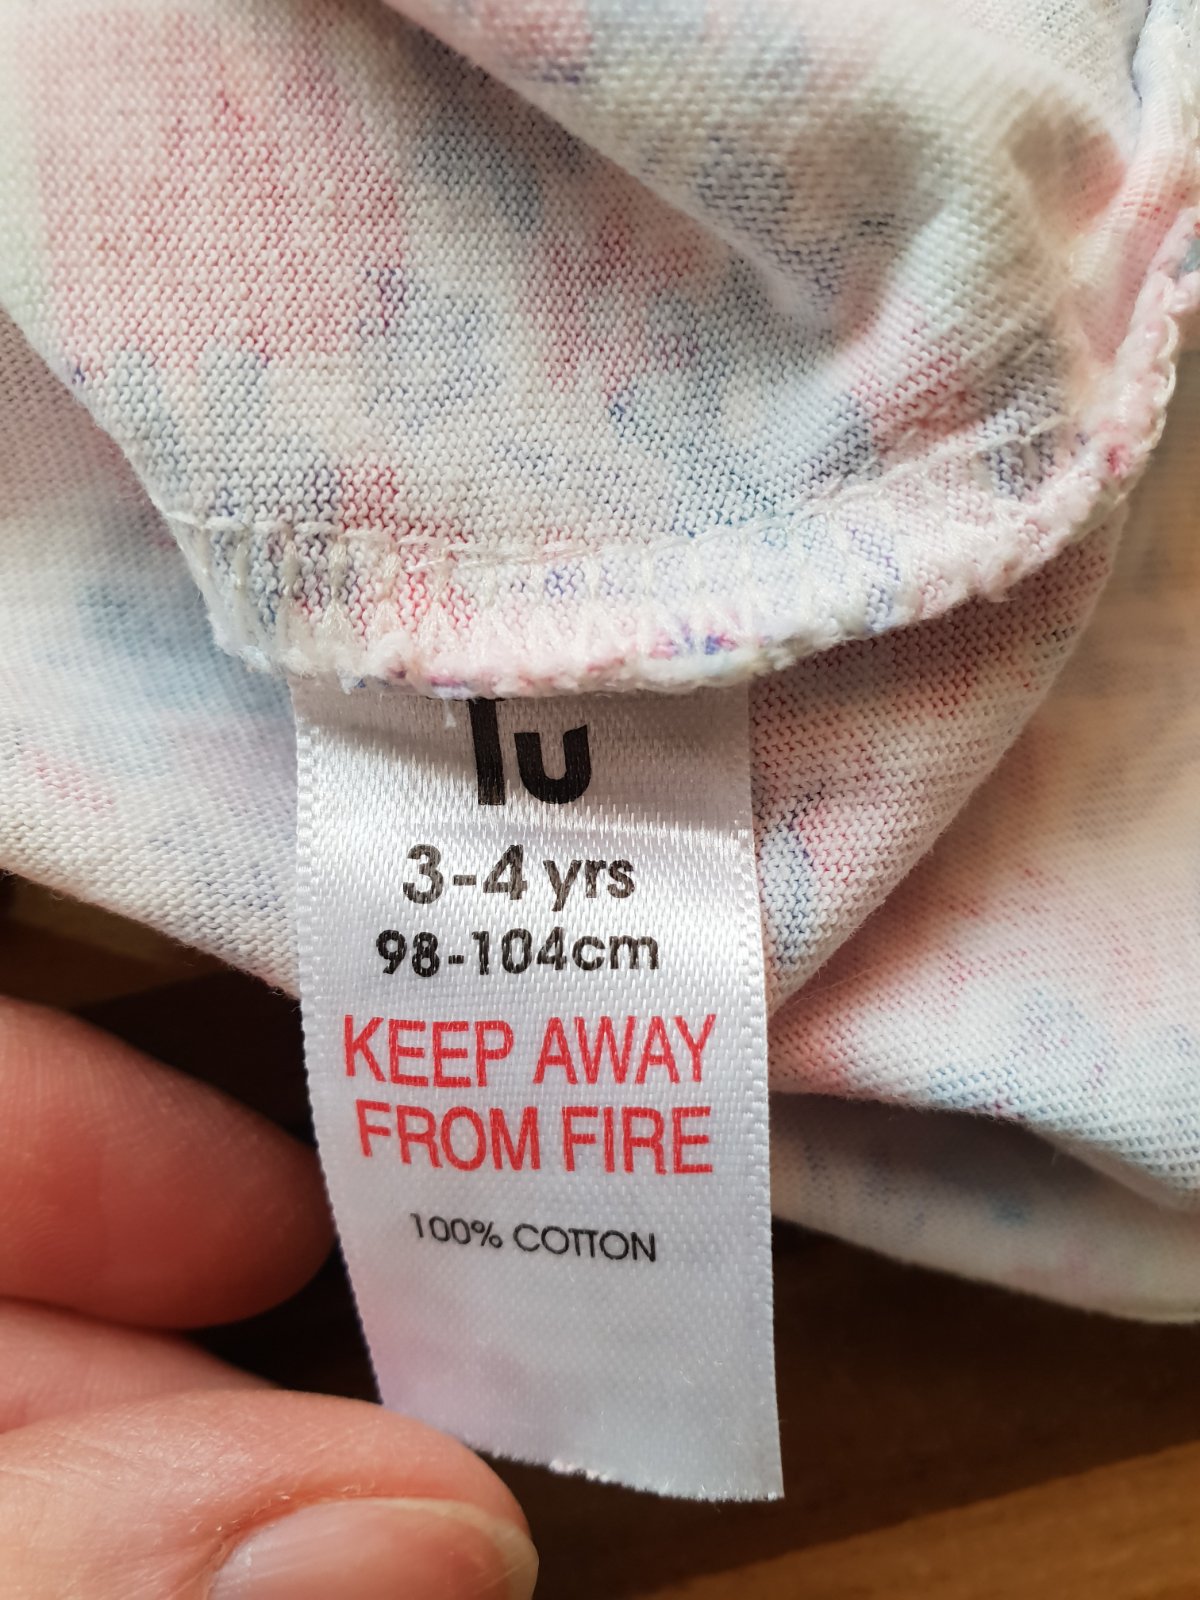 Tu
3-4 yrs
98-104cm
KEEP AWAY
FROM FIRE
100% COTTON